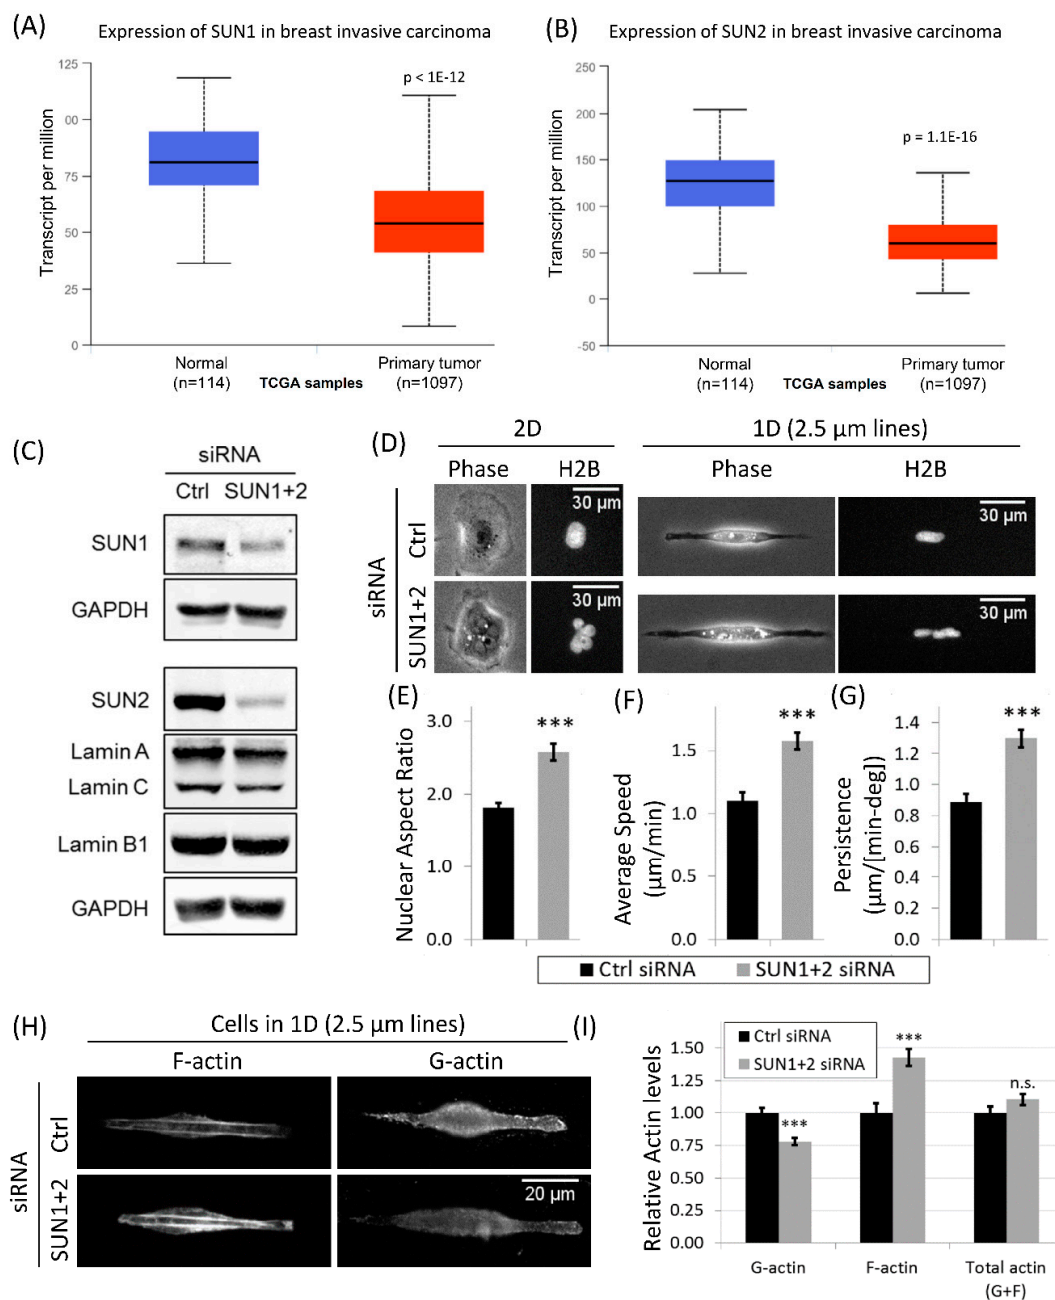 (A) Expression of SUN1 in breast invasive carcinoma
Transcript per million
125
00
75
50
25
0
p < 1E-12
Normal
(n=114)
TCGA samples
Primary tumor
(n=1097)
(B) Expression of SUN2 in breast invasive carcinoma
Transcript per million
250
200
150
100
50
0
-50
p = 1.1E-16
Normal
(n=114)
TCGA samples
Primary tumor
(n=1097)
(C)
siRNA
Ctrl SUN1+2
SUN1
GAPDH
SUN2
Lamin A
Lamin C
Lamin B1
GAPDH
(D)
2D
1D (2.5 µm lines)
Phase H2B Phase H2B
siRNA
Ctrl
30 µm
30 µm
SUN1+2
30 µm
30 µm
(E)
Nuclear Aspect Ratio
3.0
2.0
1.0
0.0
***
(F)
Average Speed
(µm/min)
1.5
1.0
0.5
0.0
***
(G)
Persistence
(µm/[min-deg])
1.4
1.2
1.0
0.8
0.6
0.4
0.2
0.0
***
Ctrl siRNA SUN1+2 siRNA
(H)
Cells in 1D (2.5 µm lines)
F-actin G-actin
siRNA
Ctrl
SUN1+2
20 µm
(I)
Ctrl siRNA
SUN1+2 siRNA
Relative Actin levels
1.50
1.25
1.00
0.75
0.50
0.25
0.00
***
***
n.s.
G-actin F-actin Total actin
(G+F)